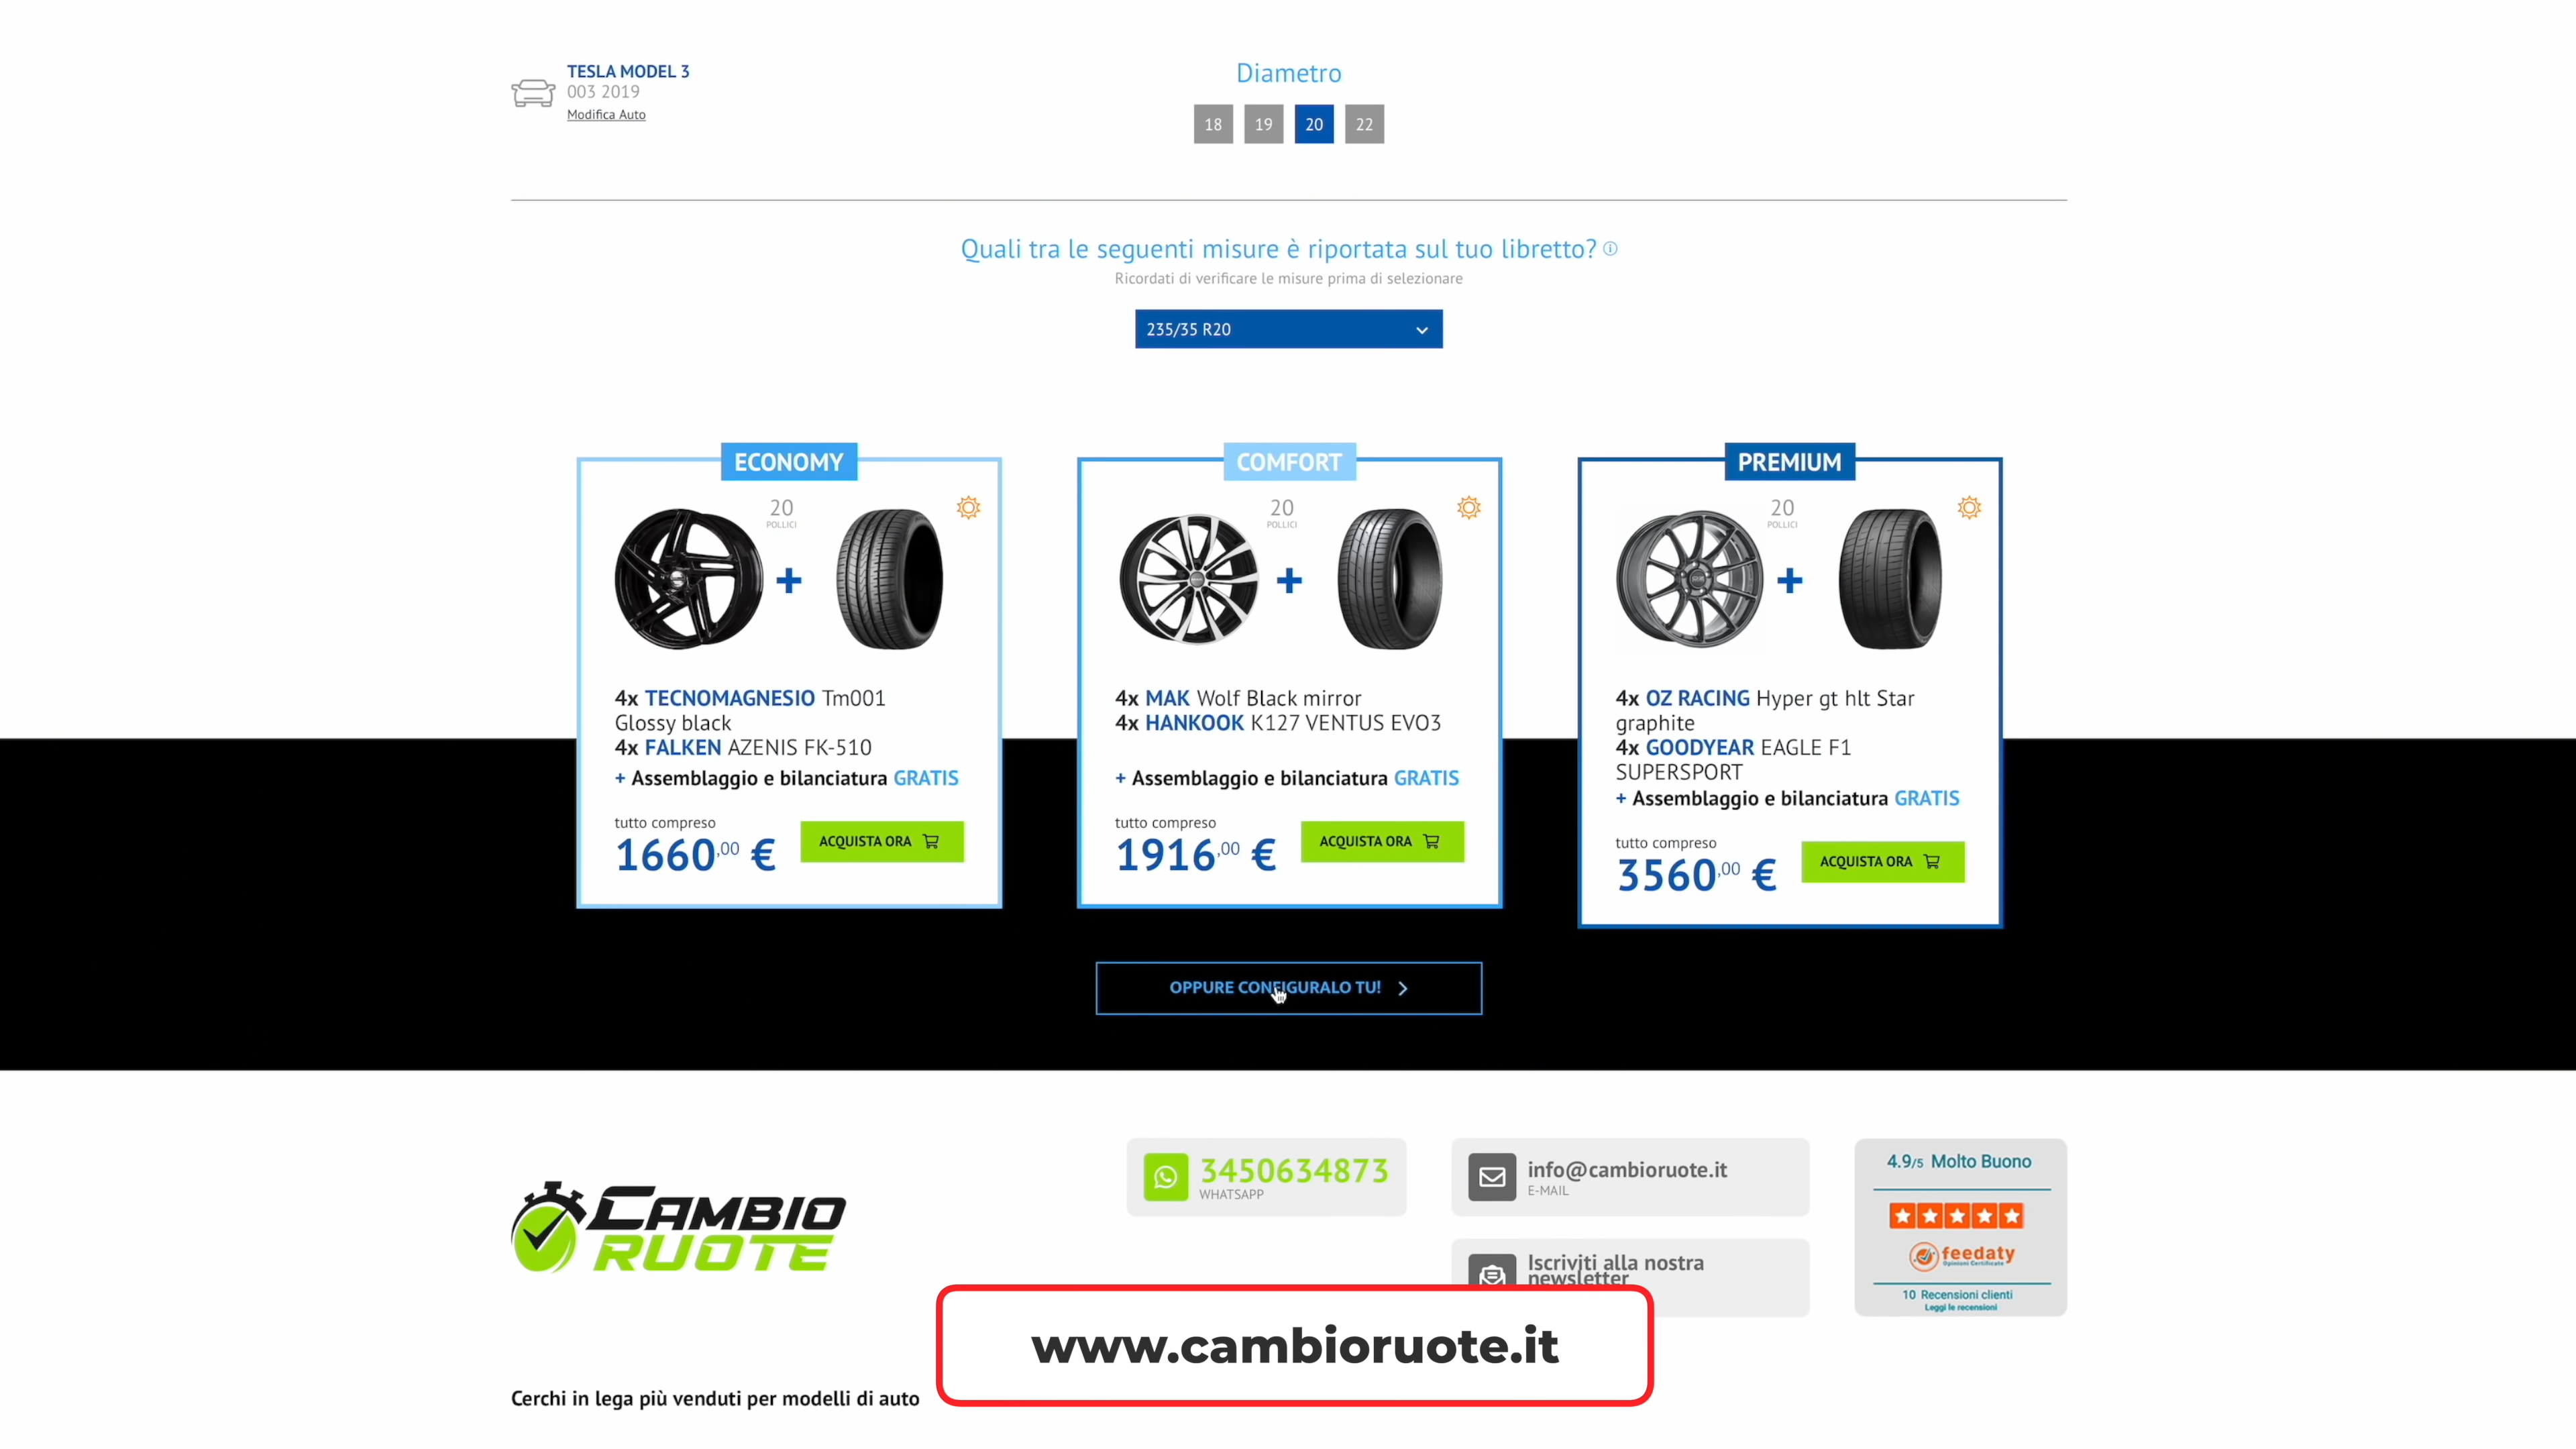 TESLA MODEL 3
003 2019
Modifica Auto
Diametro
18 19 20 22
Quali tra le seguenti misure è riportata sul tuo libretto?
Ricordati di verificare le misure prima di selezionare
235/35 R20
ECONOMY
20
POLLICI
+
4x TECNOMAGNESIO Tm001
Glossy black
4x FALKEN AZENIS FK-510
+ Assemblaggio e bilanciatura GRATIS
tutto compreso
1660,00 €
ACQUISTA ORA
COMFORT
20
POLLICI
+
4x MAK Wolf Black mirror
4x HANKOOK K127 VENTUS EVO3
+ Assemblaggio e bilanciatura GRATIS
tutto compreso
1916,00 €
ACQUISTA ORA
PREMIUM
20
POLLICI
+
4x OZ RACING Hyper gt hlt Star
graphite
4x GOODYEAR EAGLE F1
SUPERSPORT
+ Assemblaggio e bilanciatura GRATIS
tutto compreso
3560,00 €
ACQUISTA ORA
OPPURE CONFIGURALO TU!
CAMBIO
RUOTE
3450634873
WHATSAPP
info@cambioruote.it
E-MAIL
Iscriviti alla nostra
newsletter
4.9/5 Molto Buono
feedaty
Opinioni Certificate
10 Recensioni clienti
Leggi le recensioni
www.cambioruote.it
Cerchi in lega più venduti per modelli di auto